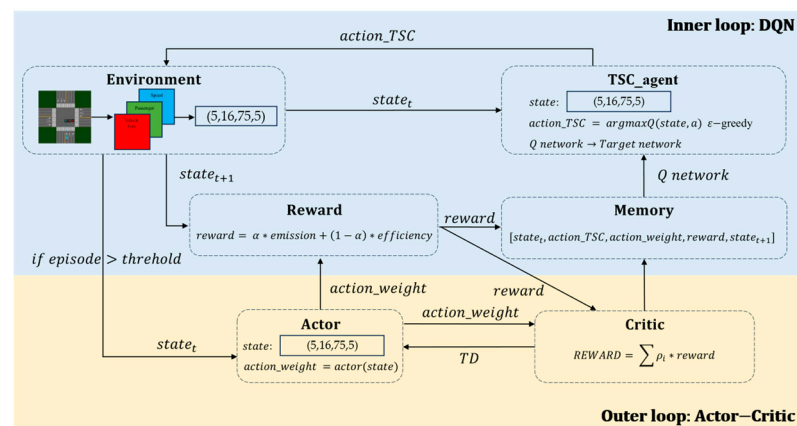 Inner loop: DQN
action_TSC
Environment
(5,16,75,5)
state_t
TSC_agent
state: (5,16,75,5)
action_TSC = argmaxQ(state, a) ε−greedy
Q network → Target network
state_{t+1}
Q network
Reward
reward = α ∗ emission + (1 − α) ∗ efficiency
reward
Memory
[state_t, action_TSC, action_weight, reward, state_{t+1}]
if episode > threhold
action_weight
reward
Actor
state: (5,16,75,5)
action_weight = actor(state)
state_t
action_weight
TD
Critic
REWARD = ∑ ρ_i ∗ reward
Outer loop: Actor−Critic